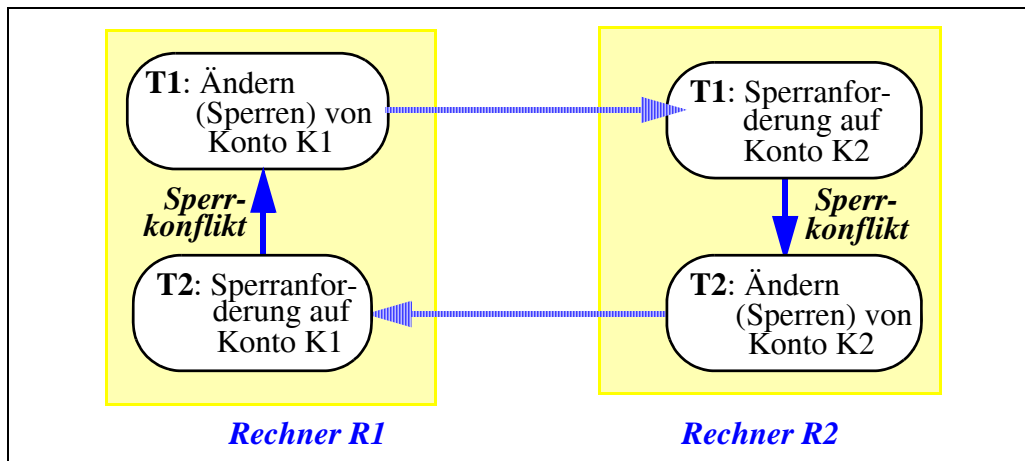 T1: Ändern
(Sperren) von
Konto K1
T1: Sperranfor-
derung auf
Konto K2
Sperr-
konflikt
Sperr-
konflikt
T2: Sperranfor-
derung auf
Konto K1
T2: Ändern
(Sperren) von
Konto K2
Rechner R1
Rechner R2